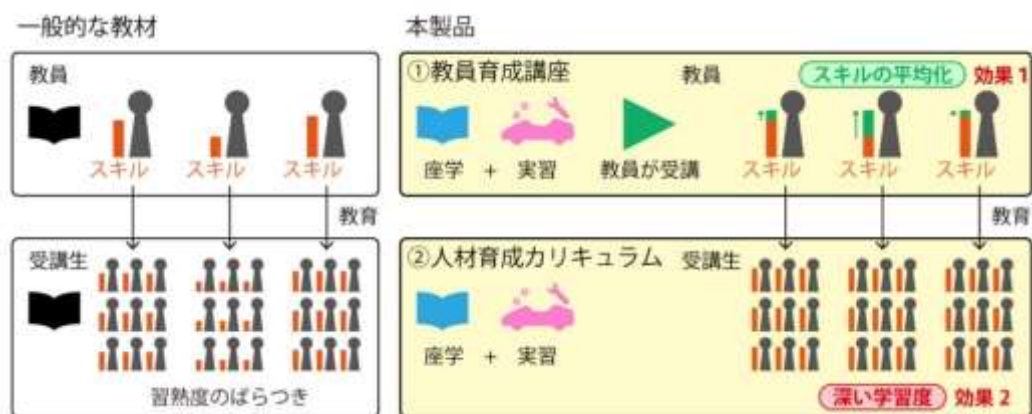 一般的な教材
教員
スキル スキル スキル
教育
受講生
習熟度のばらつき
本製品
①教員育成講座
教員
スキルの平均化 効果 1
座学 + 実習 教員が受講
スキル スキル スキル
教育
②人材育成カリキュラム
受講生
座学 + 実習
深い学習度 効果 2